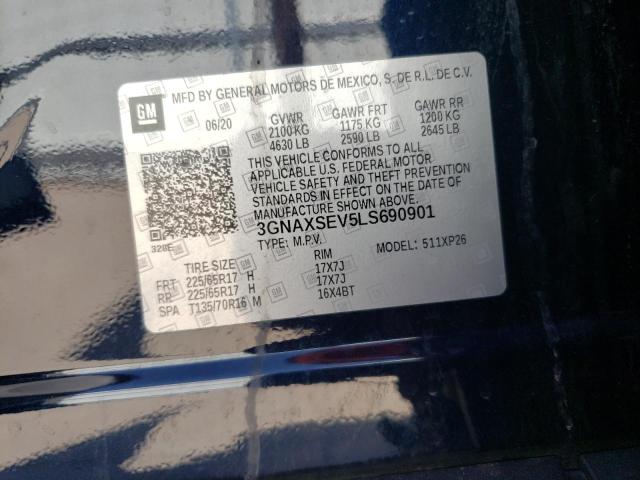 GM
MFD BY GENERAL MOTORS DE MEXICO, S. DE R.L. DE C.V.
06/20 GVWR GAWR FRT GAWR RR
2100 KG 1175 KG 1200 KG
4630 LB 2590 LB 2645 LB
THIS VEHICLE CONFORMS TO ALL
APPLICABLE U.S. FEDERAL MOTOR
VEHICLE SAFETY AND THEFT PREVENTION
STANDARDS IN EFFECT ON THE DATE OF
MANUFACTURE SHOWN ABOVE.
3GNAXSEV5LS690901
TYPE: M.P.V. MODEL: 511XP26
328E
TIRE SIZE RIM
FRT 225/65R17 H 17X7J
RR 225/65R17 H 17X7J
SPA T135/70R16 M 16X4BT